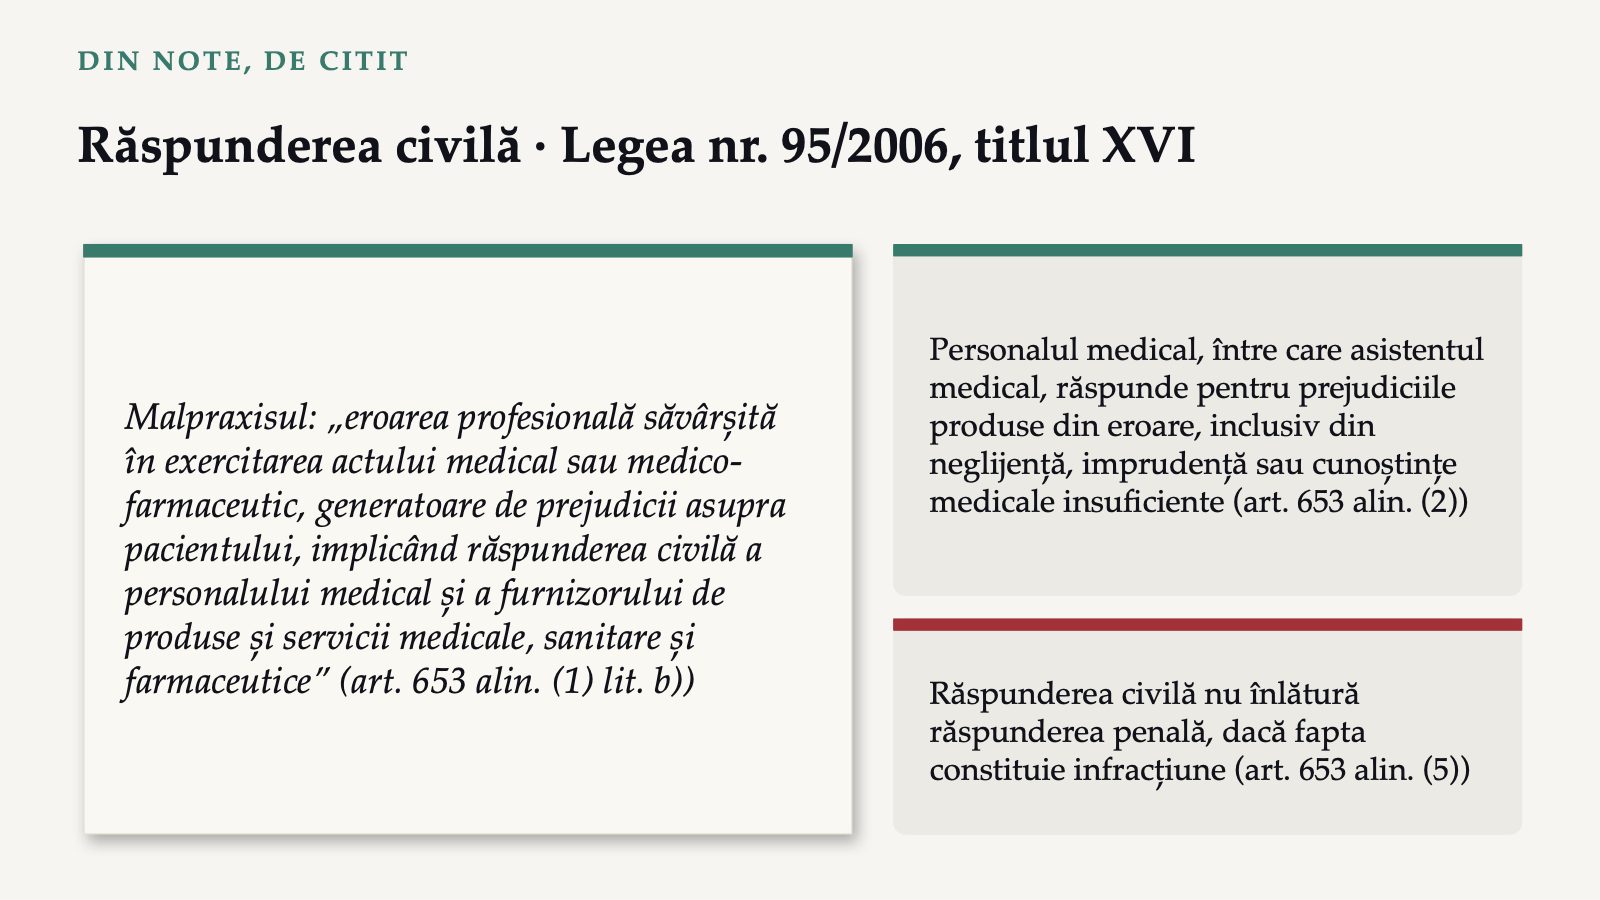 DIN NOTE, DE CITIT
Răspunderea civilă · Legea nr. 95/2006, titlul XVI
Malpraxisul: „eroarea profesională săvârșită
în exercitarea actului medical sau medico-
farmaceutic, generatoare de prejudicii asupra
pacientului, implicând răspunderea civilă a
personalului medical și a furnizorului de
produse și servicii medicale, sanitare și
farmaceutice” (art. 653 alin. (1) lit. b))
Personalul medical, între care asistentul
medical, răspunde pentru prejudiciile
produse din eroare, inclusiv din
neglijență, imprudență sau cunoștințe
medicale insuficiente (art. 653 alin. (2))
Răspunderea civilă nu înlătură
răspunderea penală, dacă fapta
constituie infracțiune (art. 653 alin. (5))